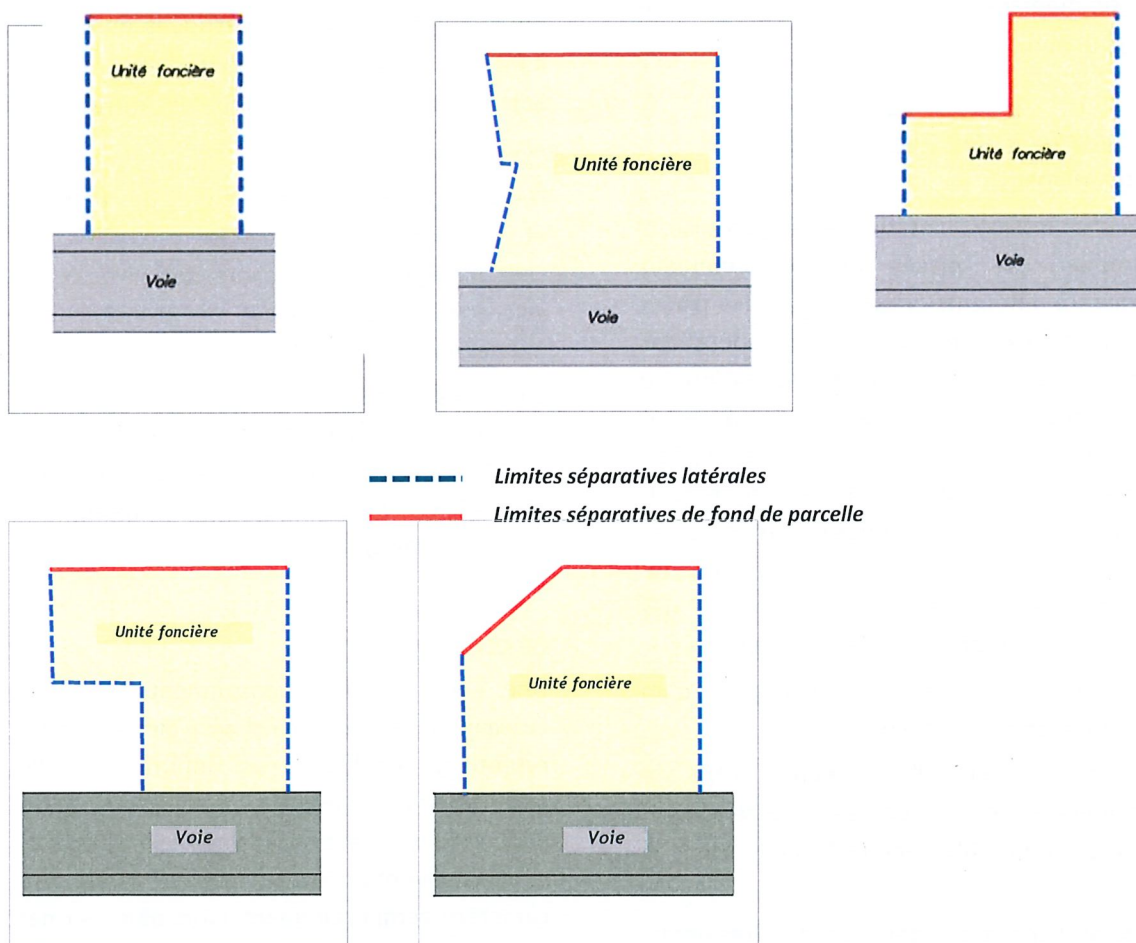 Unité foncière
Voie
Unité foncière
Voie
Unité foncière
Voie
Limites séparatives latérales
Limites séparatives de fond de parcelle
Unité foncière
Voie
Unité foncière
Voie